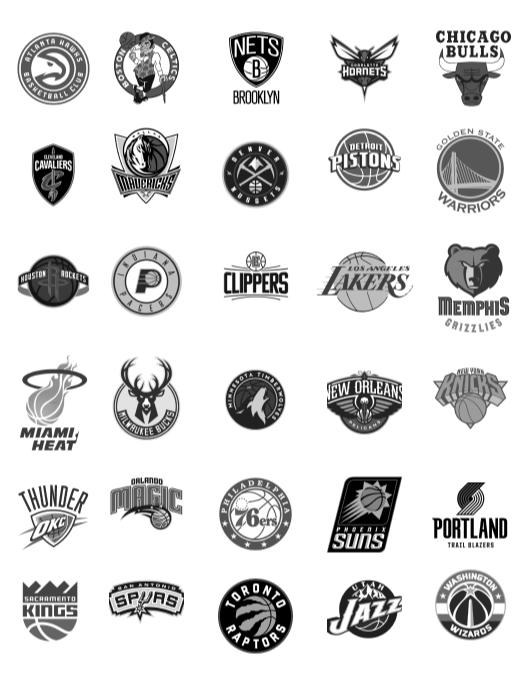 ATLANTA HAWKS
BASKETBALL CLUB
BOSTON
CELTICS
NETS
B
BROOKLYN
CHARLOTTE
HORNETS
CHICAGO
BULLS
CLEVELAND
CAVALIERS
C
DALLAS
MAVERICKS
DENVER
NUGGETS
DETROIT
PISTONS
GOLDEN STATE
WARRIORS
HOUSTON ROCKETS
R
INDIANA
P
PACERS
CLIPPERS
LOS ANGELES
LAKERS
MEMPHIS
GRIZZLIES
MIAMI
HEAT
MILWAUKEE BUCKS
MINNESOTA TIMBERWOLVES
NEW ORLEANS
PELICANS
NEW YORK
KNICKS
THUNDER
OKC
ORLANDO
MAGIC
PHILADELPHIA
76ers
PHOENIX
SUNS
PORTLAND
TRAIL BLAZERS
SACRAMENTO
KINGS
SAN ANTONIO
SPURS
TORONTO
RAPTORS
UTAH
JAZZ
WASHINGTON
WIZARDS